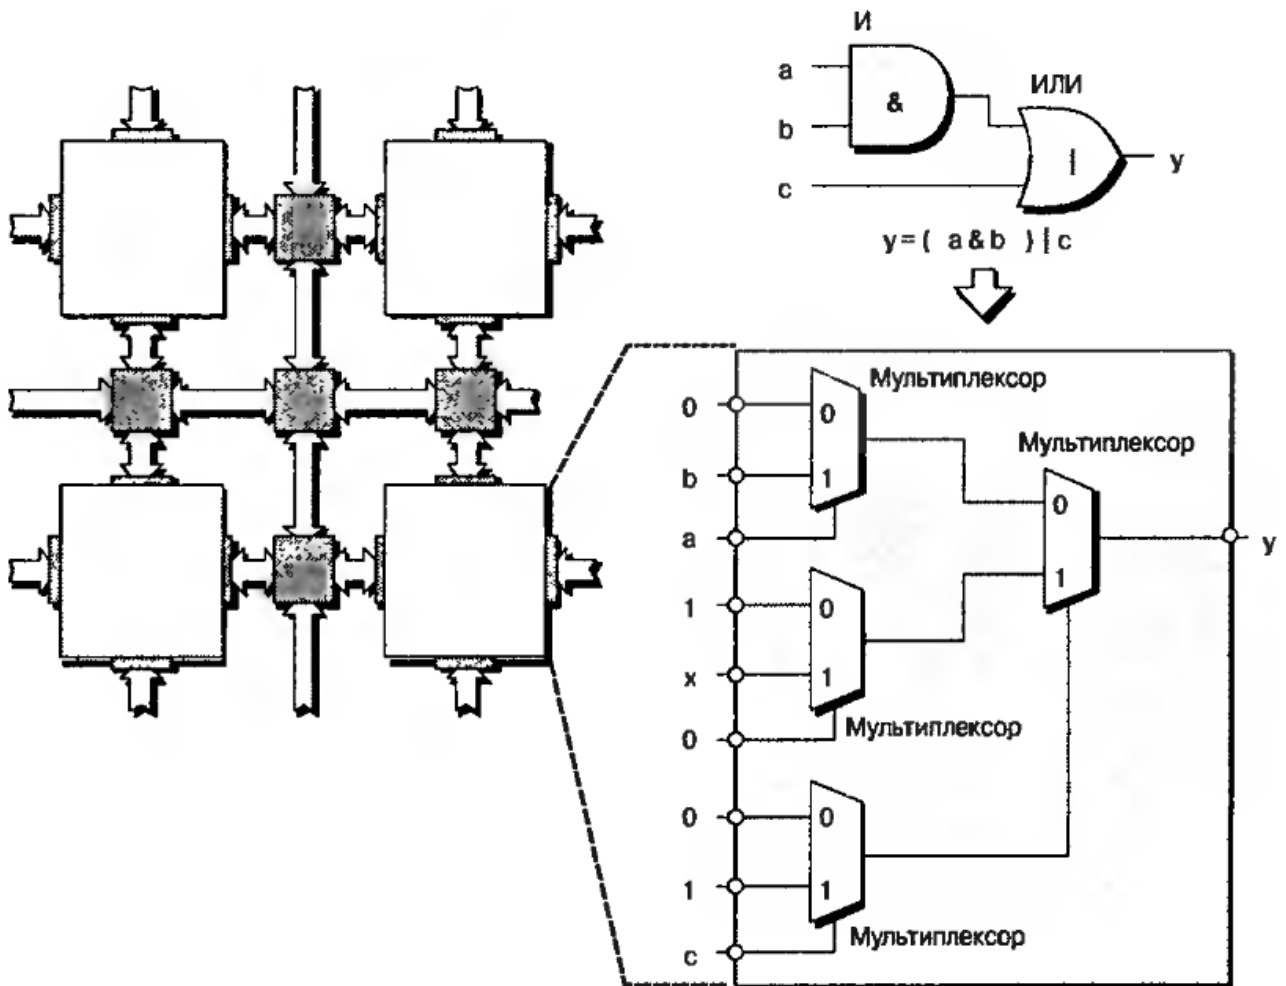 И
a
&
ИЛИ
b
|
y
c
y = ( a & b ) | c
Мультиплексор
0
0
Мультиплексор
b
1
0
a
y
1
1
0
x
1
0
Мультиплексор
0
0
1
1
Мультиплексор
c